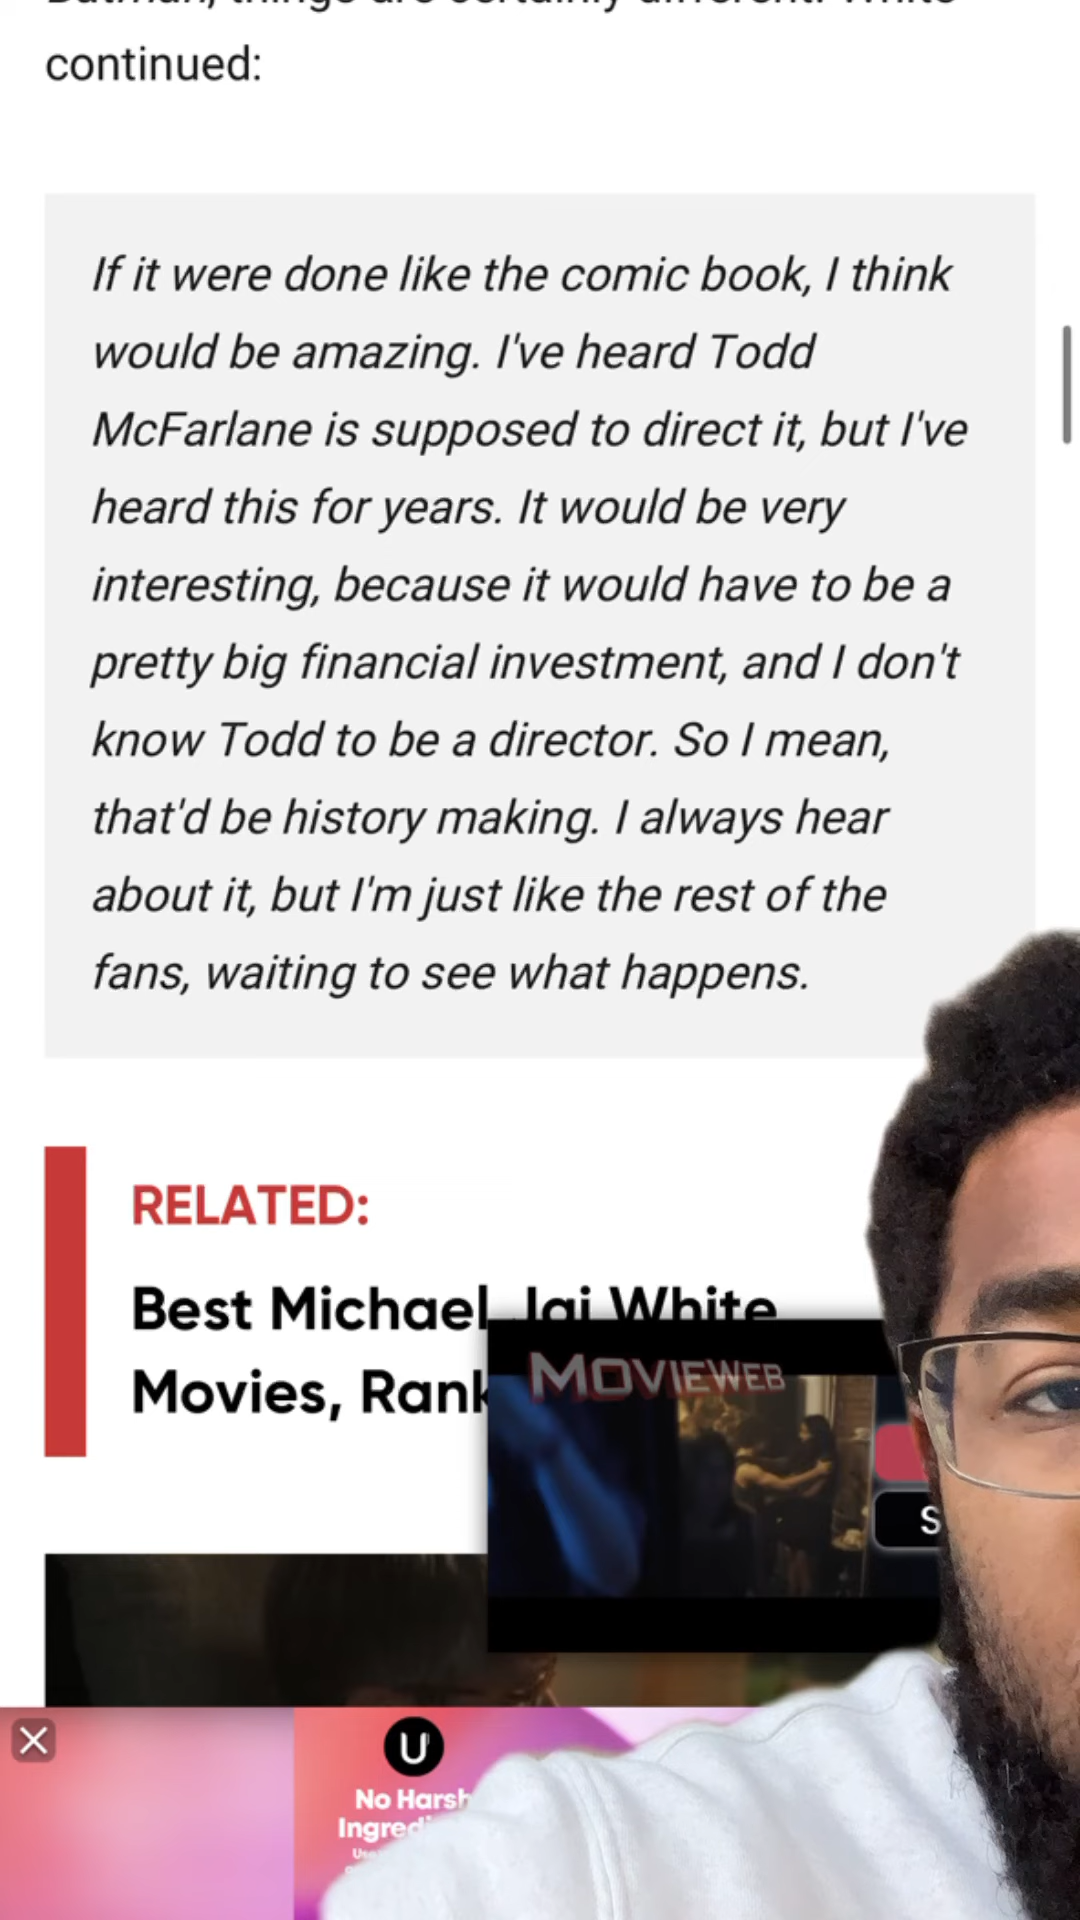 continued:
If it were done like the comic book, I think
would be amazing. I've heard Todd
McFarlane is supposed to direct it, but I've
heard this for years. It would be very
interesting, because it would have to be a
pretty big financial investment, and I don't
know Todd to be a director. So I mean,
that'd be history making. I always hear
about it, but I'm just like the rest of the
fans, waiting to see what happens.
RELATED:
Best Michael Jai White
Movies, Rank
MOVIEWEB
S
U
No Harsh